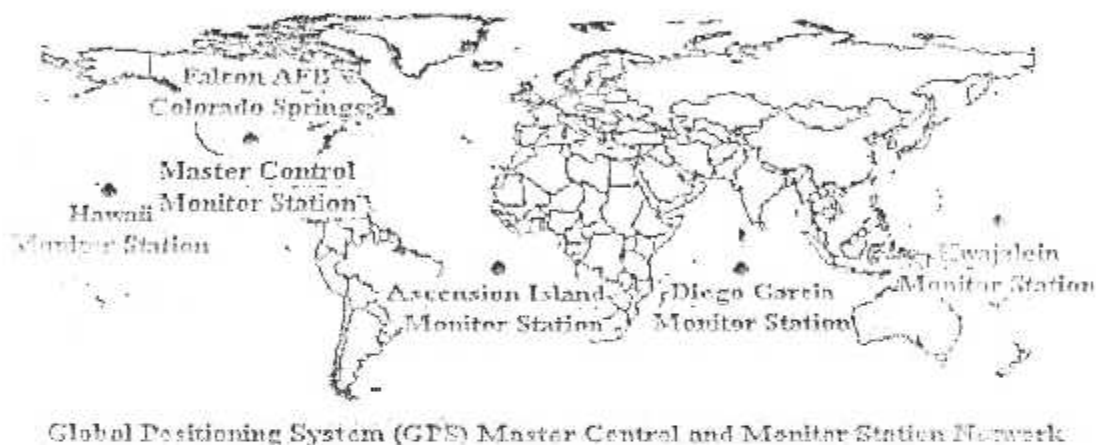 Falcon AFB
Colorado Springs
Master Control
Monitor Station
Hawaii
Monitor Station
Ascension Island
Monitor Station
Diego Garcia
Monitor Station
Kwajalein
Monitor Station
Global Positioning System (GPS) Master Control and Monitor Station Network